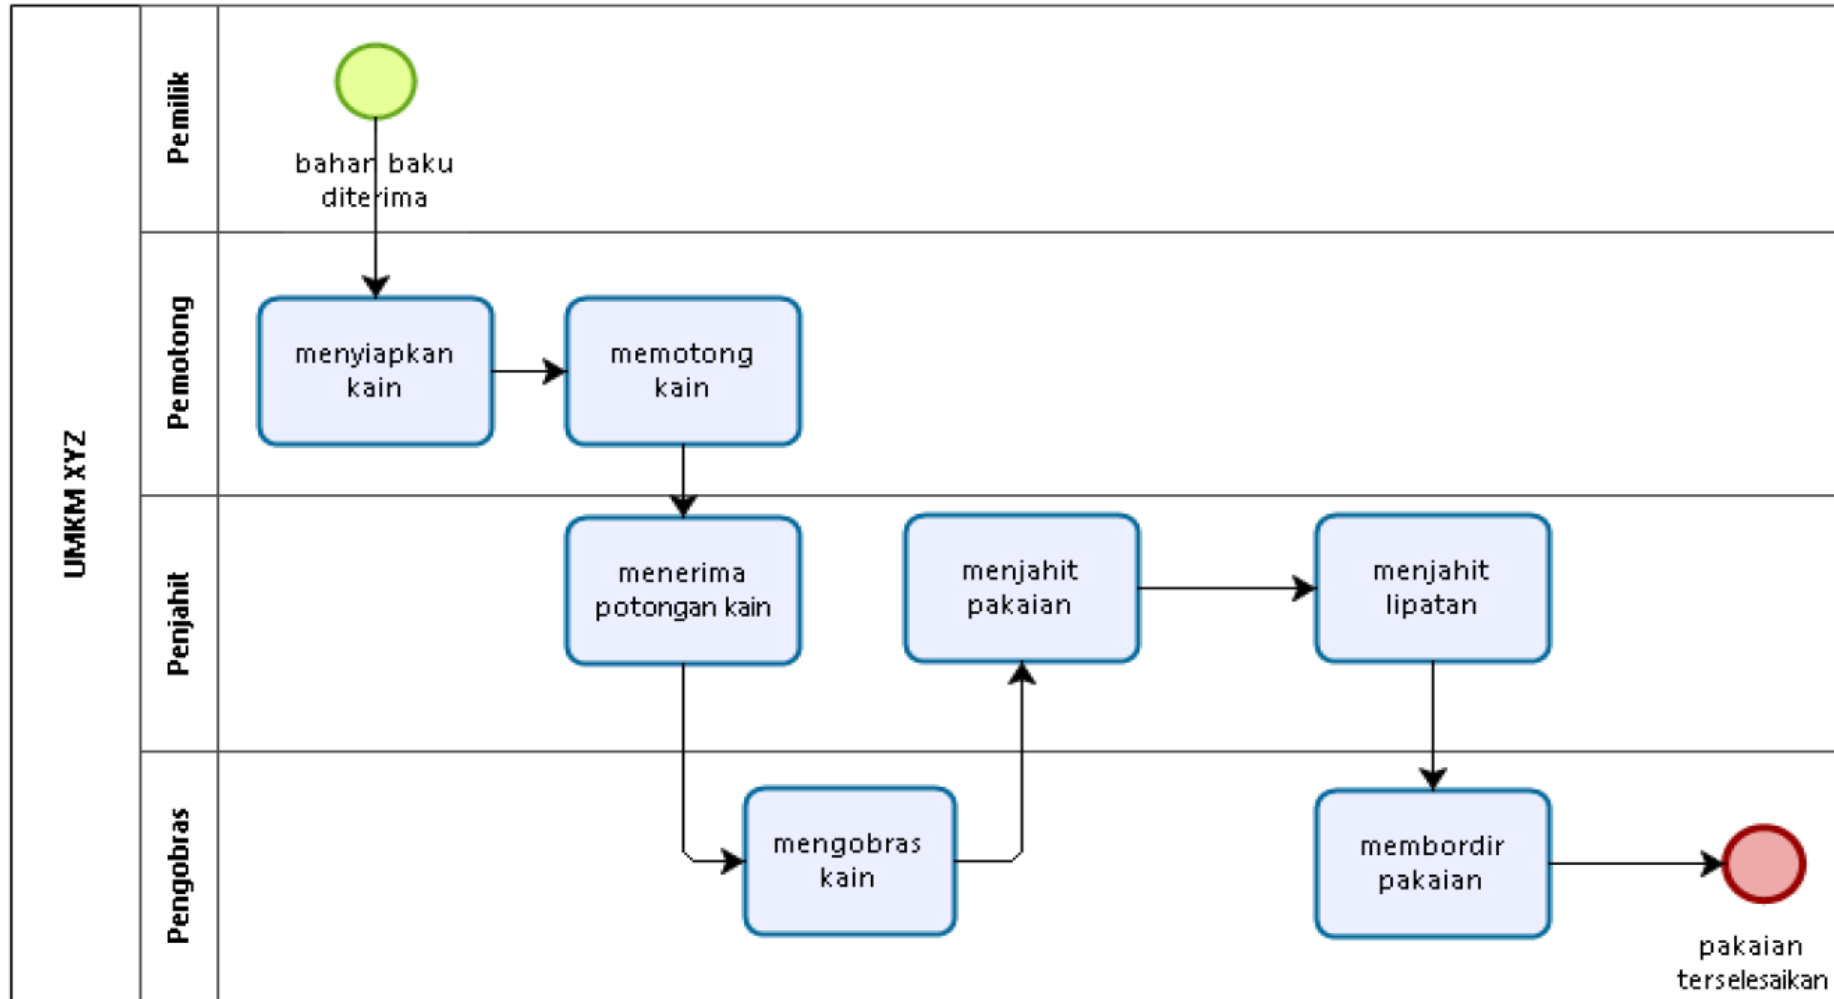 UMKM XYZ
Pemilik
bahan baku
diterima
Pemotong
menyiapkan
kain
memotong
kain
Penjahit
menerima
potongan kain
menjahit
pakaian
menjahit
lipatan
Pengobras
mengobras
kain
membordir
pakaian
pakaian
terselesaikan